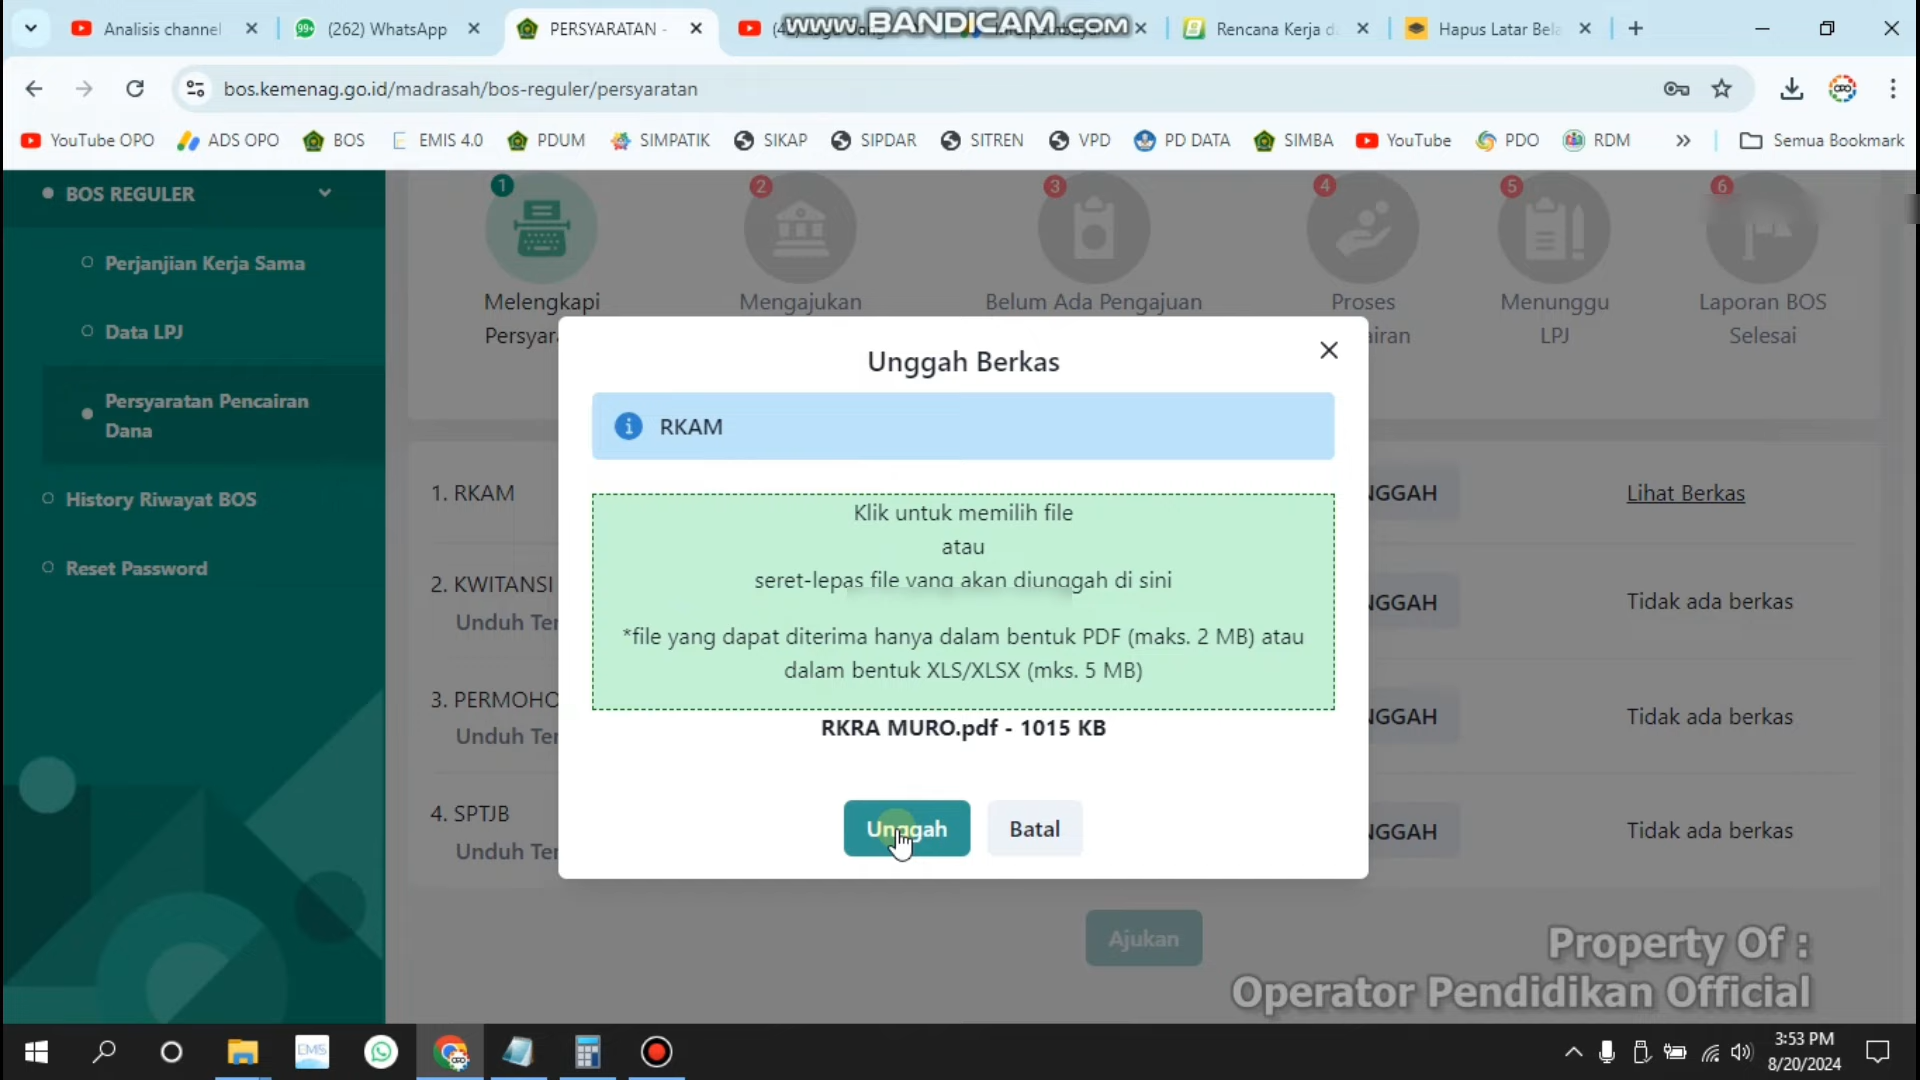 Analisis channel
(262) WhatsApp
PERSYARATAN -
www.BANDICAM.com
Rencana Kerja d
Hapus Latar Bela
bos.kemenag.go.id/madrasah/bos-reguler/persyaratan
YouTube OPO
ADS OPO
BOS
EMIS 4.0
PDUM
SIMPATIK
SIKAP
SIPDAR
SITREN
VPD
PD DATA
SIMBA
YouTube
PDO
RDM
Semua Bookmark
BOS REGULER
Perjanjian Kerja Sama
Data LPJ
Persyaratan Pencairan
Dana
History Riwayat BOS
Reset Password
1
2
3
4
5
6
Melengkapi
Persyar
Mengajukan
Belum Ada Pengajuan
Proses
iran
Menunggu
LPJ
Laporan BOS
Selesai
Unggah Berkas
RKAM
Klik untuk memilih file
atau
seret-lepas file yang akan diunggah di sini
*file yang dapat diterima hanya dalam bentuk PDF (maks. 2 MB) atau
dalam bentuk XLS/XLSX (mks. 5 MB)
RKRA MURO.pdf - 1015 KB
Unggah
Batal
1. RKAM
NGGAH
Lihat Berkas
2. KWITANSI
Unduh Ter
NGGAH
Tidak ada berkas
3. PERMOHO
Unduh Ter
NGGAH
Tidak ada berkas
4. SPTJB
Unduh Ter
NGGAH
Tidak ada berkas
Ajukan
Property Of :
Operator Pendidikan Official
3:53 PM
8/20/2024